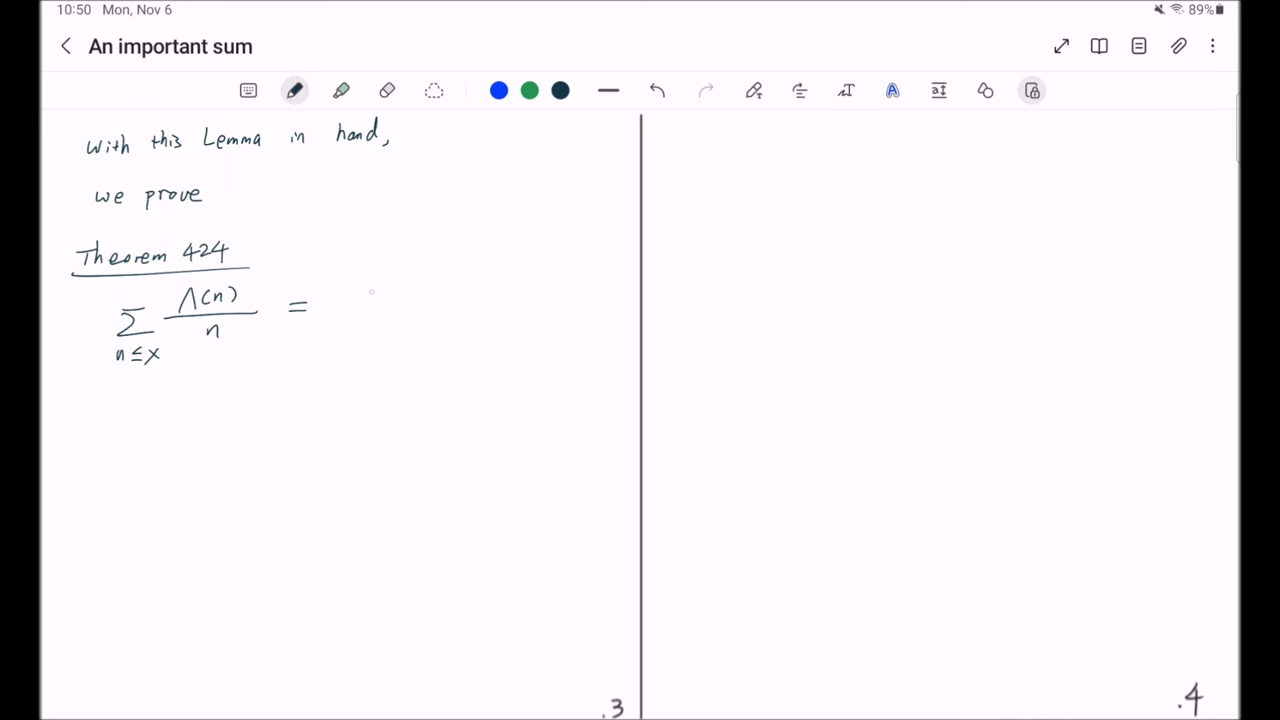 10:50 Mon, Nov 6
89%
An important sum
with this Lemma in hand,
we prove
Theorem 424
∑ Λ(n)/n =
n≤x
.3
.4